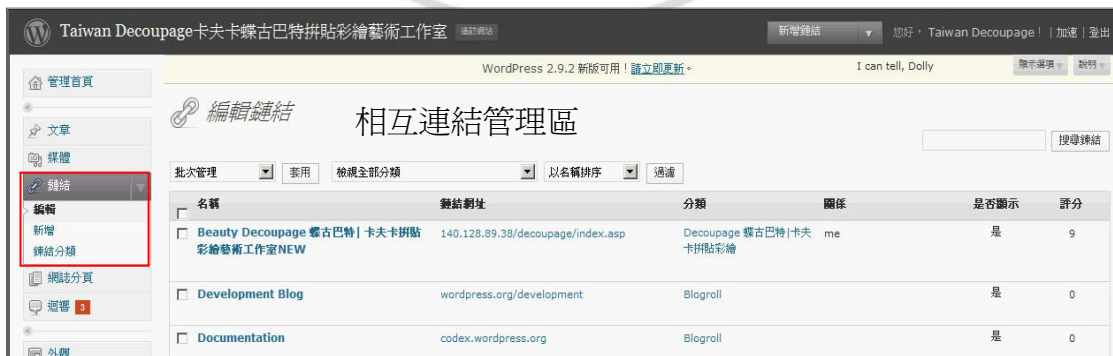 Taiwan Decoupage卡夫卡蝶古巴特拼貼彩繪藝術工作室 造訪網站 新增鏈結 您好，Taiwan Decoupage！ | 加速 | 登出
WordPress 2.9.2 新版可用！請立即更新。 I can tell, Dolly 顯示選項 說明
管理首頁
文章
媒體
鏈結
編輯
新增
鏈結分類
網誌分頁
迴響 3
外觀
編輯鏈結 相互連結管理區
搜尋鏈結
批次管理 套用 檢視全部分類 以名稱排序 過濾
名稱 鏈結網址 分類 關係 是否顯示 評分
Beauty Decoupage 蝶古巴特| 卡夫卡拼貼 140.128.89.38/decoupage/index.asp Decoupage 蝶古巴特|卡夫 me 是 9
彩繪藝術工作室NEW 卡拼貼彩繪
Development Blog wordpress.org/development Blogroll 是 0
Documentation codex.wordpress.org Blogroll 是 0